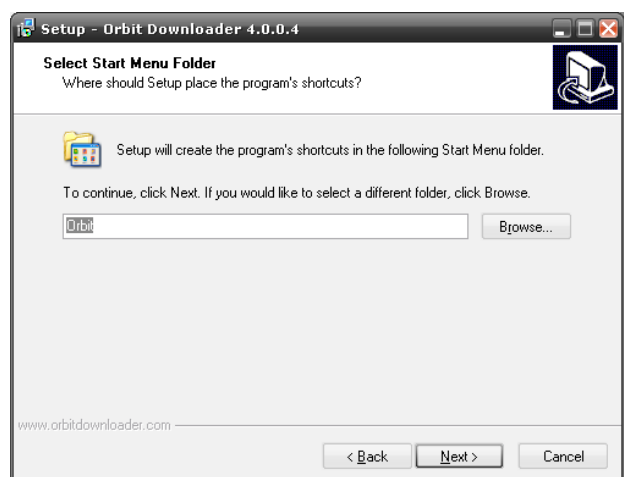 Setup - Orbit Downloader 4.0.0.4
Select Start Menu Folder
Where should Setup place the program's shortcuts?
Setup will create the program's shortcuts in the following Start Menu folder.
To continue, click Next. If you would like to select a different folder, click Browse.
Orbit
Browse...
www.orbitdownloader.com
< Back
Next >
Cancel